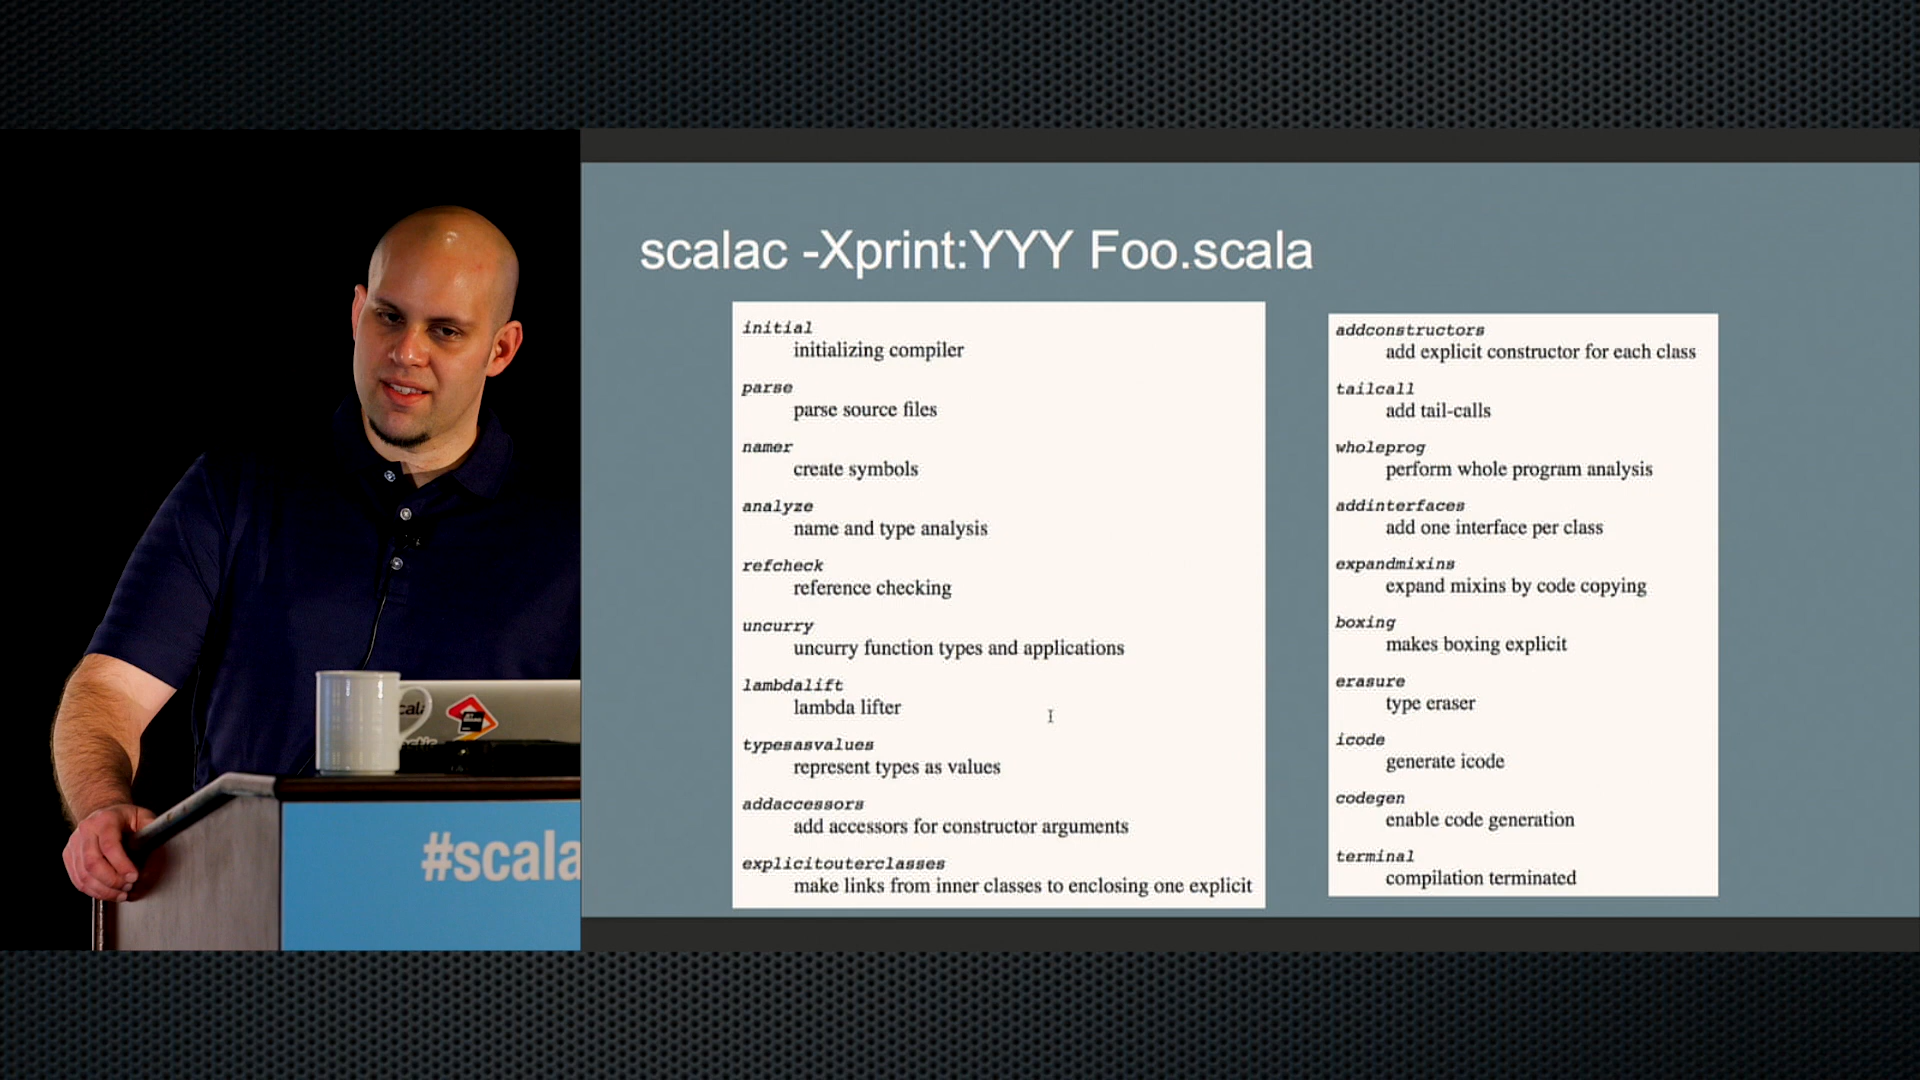 scalac -Xprint:YYY Foo.scala
initial
initializing compiler
parse
parse source files
namer
create symbols
analyze
name and type analysis
refcheck
reference checking
uncurry
uncurry function types and applications
lambdalift
lambda lifter
typesasvalues
represent types as values
addaccessors
add accessors for constructor arguments
explicitouterclasses
make links from inner classes to enclosing one explicit
addconstructors
add explicit constructor for each class
tailcall
add tail-calls
wholeprog
perform whole program analysis
addinterfaces
add one interface per class
expandmixins
expand mixins by code copying
boxing
makes boxing explicit
erasure
type eraser
icode
generate icode
codegen
enable code generation
terminal
compilation terminated
#scala